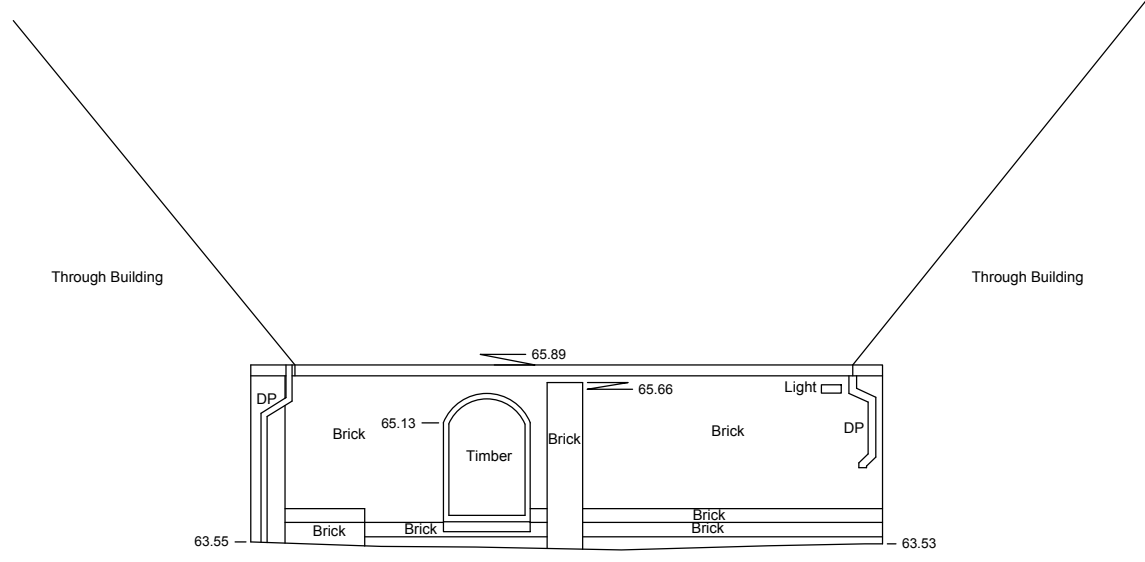 Through Building
Through Building
65.89
65.66
Light
DP
65.13
DP
Brick
Brick
Brick
Timber
Brick
Brick
Brick
Brick
63.55
63.53